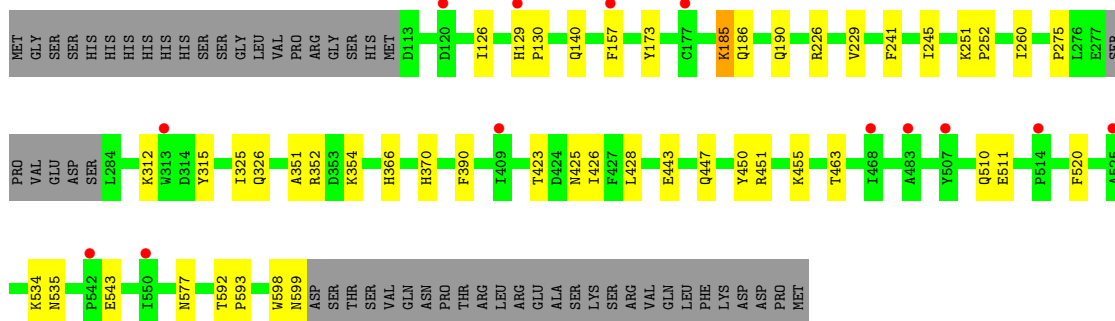 MET GLY SER SER HIS HIS HIS HIS HIS HIS SER SER GLY LEU VAL PRO ARG GLY SER HIS MET D113 D120 I126 H129 P130 Q140 F157 Y173 C177 K185 Q186 Q190 R226 V229 F241 I245 K251 P252 I260 P275 L276 E277 SER
PRO VAL GLU ASP SER L284 K312 W313 D314 Y315 I325 Q326 A351 R352 D353 K354 H366 H370 F390 I409 T423 D424 N425 I426 F427 L428 E443 Q447 Y450 R451 K455 T463 I468 A483 Y507 Q510 E511 P514 F520 A525
K534 N535 P542 E543 I550 N577 T592 P593 W598 N599 ASP SER THR SER VAL GLN ASN PRO THR ARG LEU ARG GLU ALA SER LYS SER ARG VAL GLN LEU PHE LYS ASP ASP PRO MET